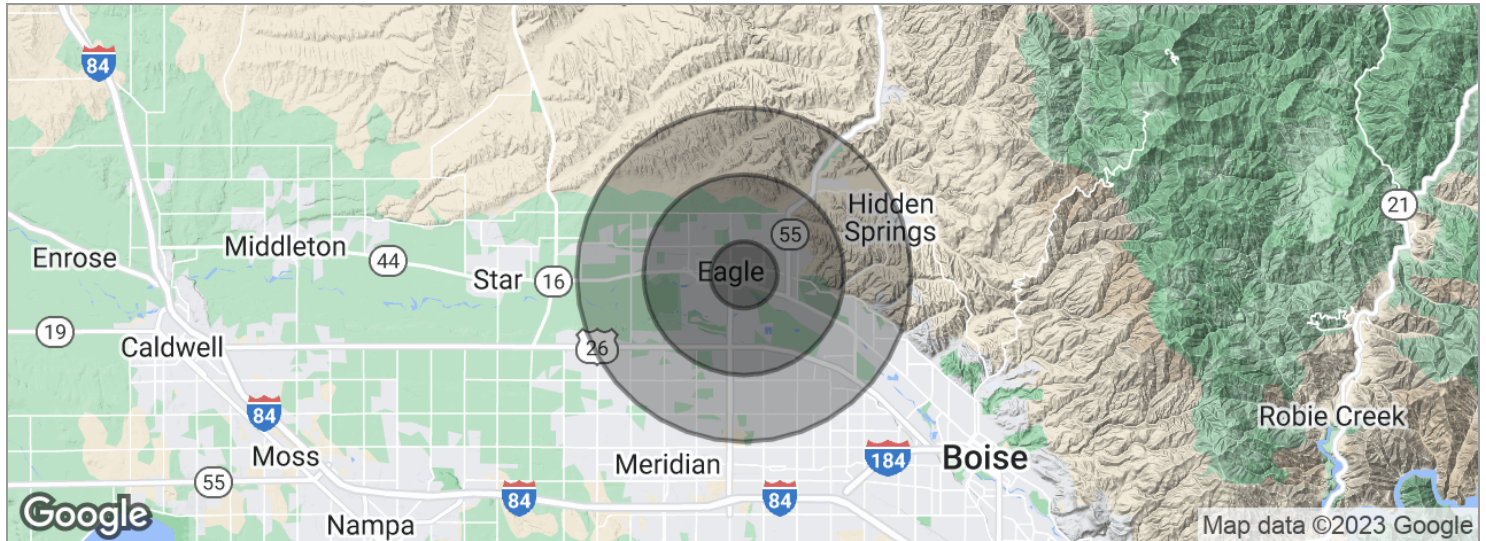 84
Hidden
Springs
21
55
Middleton
44
Enrose
Eagle
Star
16
19
26
Caldwell
84
Robie Creek
Moss
Meridian
184
Boise
55
84
84
Google
Nampa
Map data ©2023 Google